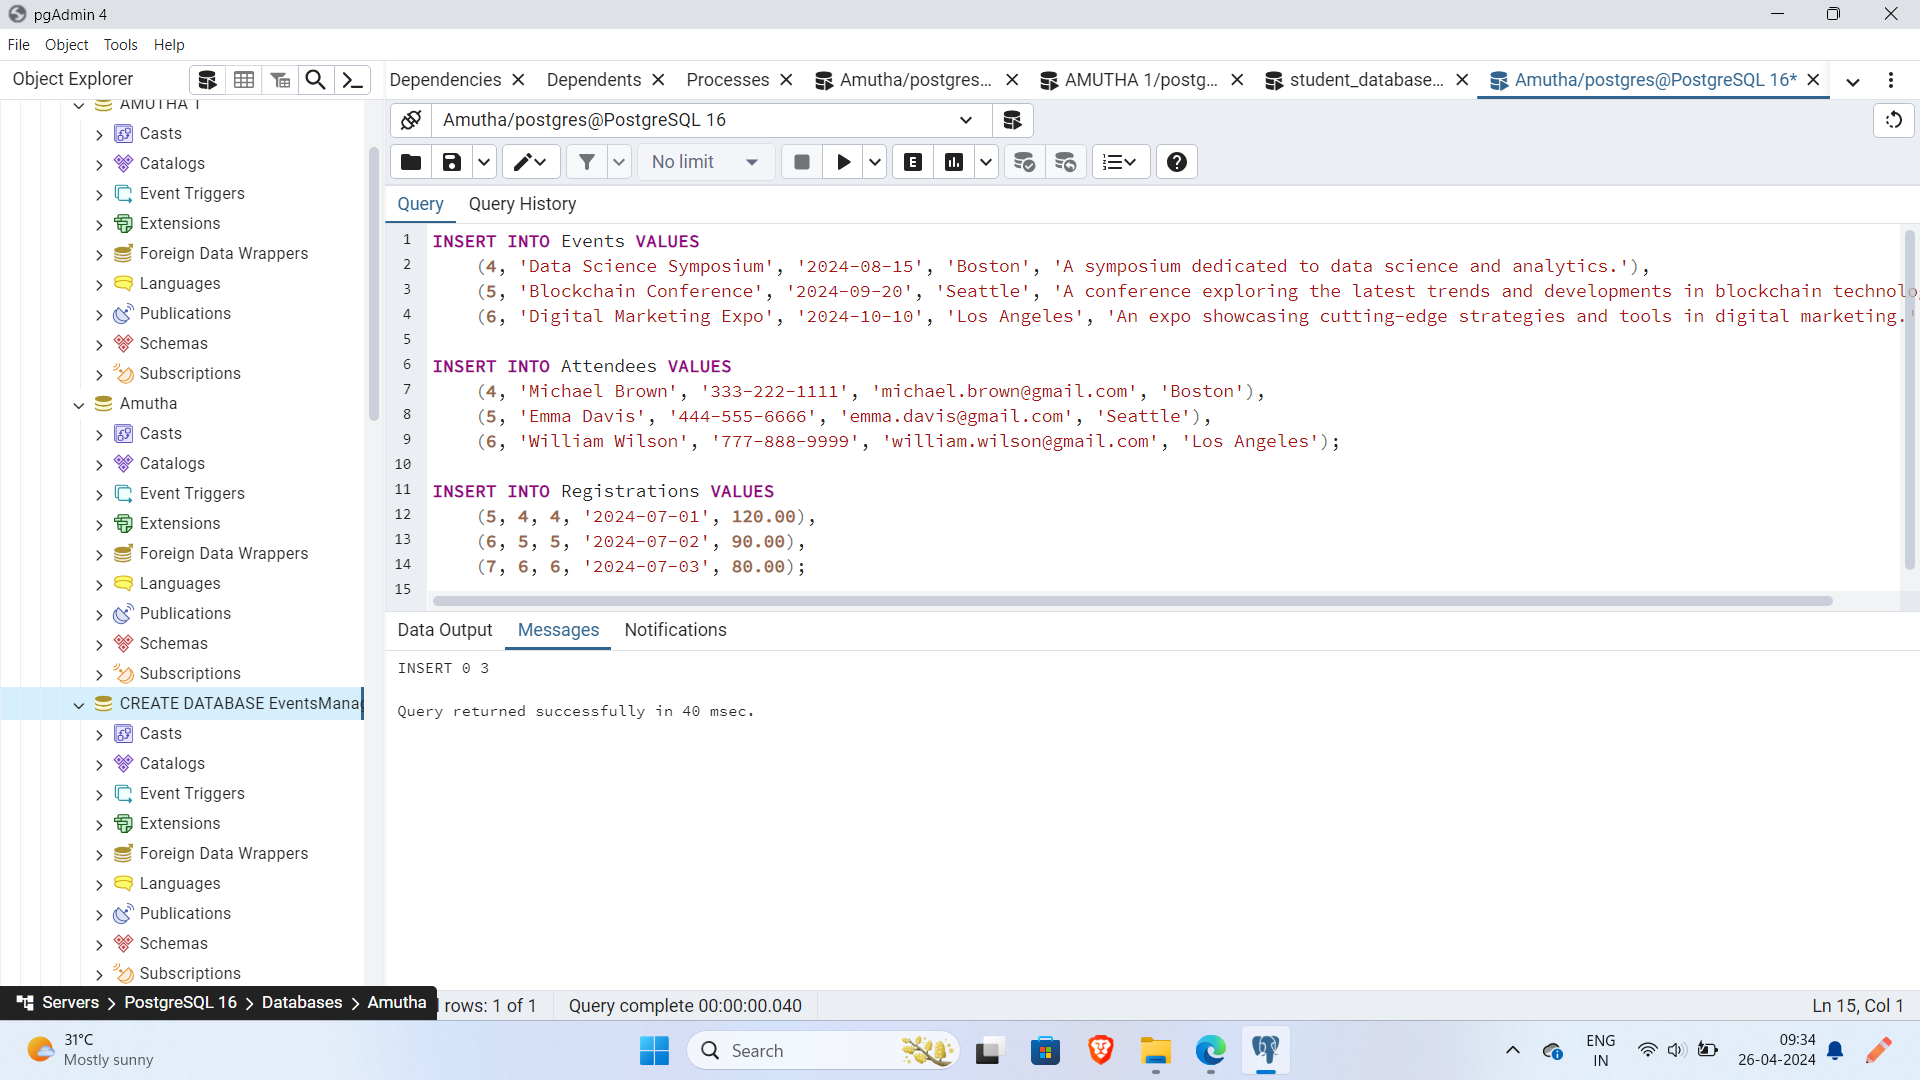 pgAdmin 4
File Object Tools Help
Object Explorer
Dependencies Dependents Processes Amutha/postgres... AMUTHA 1/postg... student_database... Amutha/postgres@PostgreSQL 16*
AMUTHA 1
Casts
Catalogs
Event Triggers
Extensions
Foreign Data Wrappers
Languages
Publications
Schemas
Subscriptions
Amutha
Casts
Catalogs
Event Triggers
Extensions
Foreign Data Wrappers
Languages
Publications
Schemas
Subscriptions
CREATE DATABASE EventsMana
Casts
Catalogs
Event Triggers
Extensions
Foreign Data Wrappers
Languages
Publications
Schemas
Subscriptions
Servers > PostgreSQL 16 > Databases > Amutha
Amutha/postgres@PostgreSQL 16
No limit
E
Query Query History
1 INSERT INTO Events VALUES
2 (4, 'Data Science Symposium', '2024-08-15', 'Boston', 'A symposium dedicated to data science and analytics.'),
3 (5, 'Blockchain Conference', '2024-09-20', 'Seattle', 'A conference exploring the latest trends and developments in blockchain technolo
4 (6, 'Digital Marketing Expo', '2024-10-10', 'Los Angeles', 'An expo showcasing cutting-edge strategies and tools in digital marketing.'
5
6 INSERT INTO Attendees VALUES
7 (4, 'Michael Brown', '333-222-1111', 'michael.brown@gmail.com', 'Boston'),
8 (5, 'Emma Davis', '444-555-6666', 'emma.davis@gmail.com', 'Seattle'),
9 (6, 'William Wilson', '777-888-9999', 'william.wilson@gmail.com', 'Los Angeles');
10
11 INSERT INTO Registrations VALUES
12 (5, 4, 4, '2024-07-01', 120.00),
13 (6, 5, 5, '2024-07-02', 90.00),
14 (7, 6, 6, '2024-07-03', 80.00);
15
Data Output Messages Notifications
INSERT 0 3
Query returned successfully in 40 msec.
rows: 1 of 1 Query complete 00:00:00.040 Ln 15, Col 1
31°C
Mostly sunny
Search
ENG
IN
09:34
26-04-2024